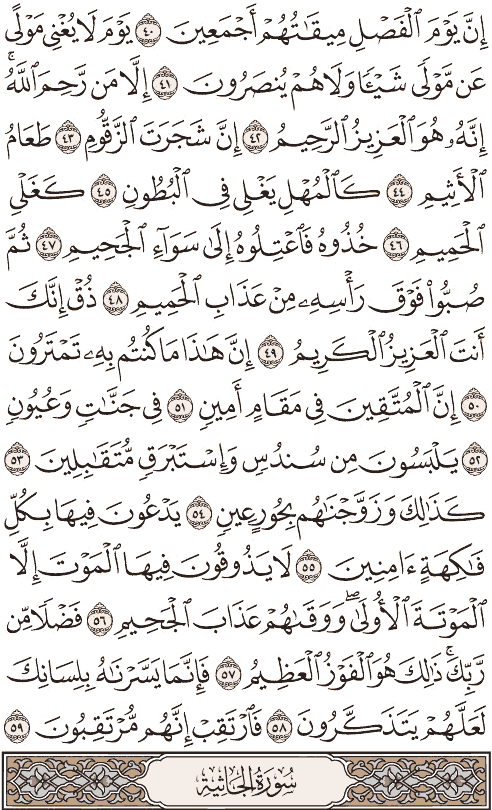 إِنَّ يَوْمَ ٱلْفَصْلِ مِيقَـٰتُهُمْ أَجْمَعِينَ ٤٠ يَوْمَ لَا يُغْنِى مَوْلًى
عَن مَّوْلًى شَيْـًٔا وَلَا هُمْ يُنصَرُونَ ٤١ إِلَّا مَن رَّحِمَ ٱللَّهُ ۚ
إِنَّهُۥ هُوَ ٱلْعَزِيزُ ٱلرَّحِيمُ ٤٢ إِنَّ شَجَرَتَ ٱلزَّقُّومِ ٤٣ طَعَامُ
ٱلْأَثِيمِ ٤٤ كَٱلْمُهْلِ يَغْلِى فِى ٱلْبُطُونِ ٤٥ كَغَلْىِ
ٱلْحَمِيمِ ٤٦ خُذُوهُ فَٱعْتِلُوهُ إِلَىٰ سَوَآءِ ٱلْجَحِيمِ ٤٧ ثُمَّ
صُبُّوا۟ فَوْقَ رَأْسِهِۦ مِنْ عَذَابِ ٱلْحَمِيمِ ٤٨ ذُقْ إِنَّكَ
أَنتَ ٱلْعَزِيزُ ٱلْكَرِيمُ ٤٩ إِنَّ هَـٰذَا مَا كُنتُم بِهِۦ تَمْتَرُونَ
٥٠ إِنَّ ٱلْمُتَّقِينَ فِى مَقَامٍ أَمِينٍ ٥١ فِى جَنَّـٰتٍ وَعُيُونٍ
٥٢ يَلْبَسُونَ مِن سُندُسٍ وَإِسْتَبْرَقٍ مُّتَقَـٰبِلِينَ ٥٣
كَذَٰلِكَ وَزَوَّجْنَـٰهُم بِحُورٍ عِينٍ ٥٤ يَدْعُونَ فِيهَا بِكُلِّ
فَـٰكِهَةٍ ءَامِنِينَ ٥٥ لَا يَذُوقُونَ فِيهَا ٱلْمَوْتَ إِلَّا
ٱلْمَوْتَةَ ٱلْأُولَىٰ ۖ وَوَقَىٰهُمْ عَذَابَ ٱلْجَحِيمِ ٥٦ فَضْلًا مِّن
رَّبِّكَ ۚ ذَٰلِكَ هُوَ ٱلْفَوْزُ ٱلْعَظِيمُ ٥٧ فَإِنَّمَا يَسَّرْنَـٰهُ بِلِسَانِكَ
لَعَلَّهُمْ يَتَذَكَّرُونَ ٥٨ فَٱرْتَقِبْ إِنَّهُم مُّرْتَقِبُونَ ٥٩
سُورَةُ الجَاثِيَةِ